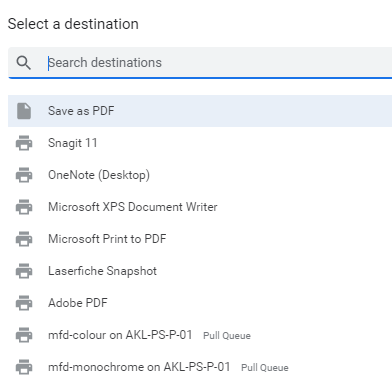 Select a destination
Search destinations
Save as PDF
Snagit 11
OneNote (Desktop)
Microsoft XPS Document Writer
Microsoft Print to PDF
Laserfiche Snapshot
Adobe PDF
mfd-colour on AKL-PS-P-01 Pull Queue
mfd-monochrome on AKL-PS-P-01 Pull Queue